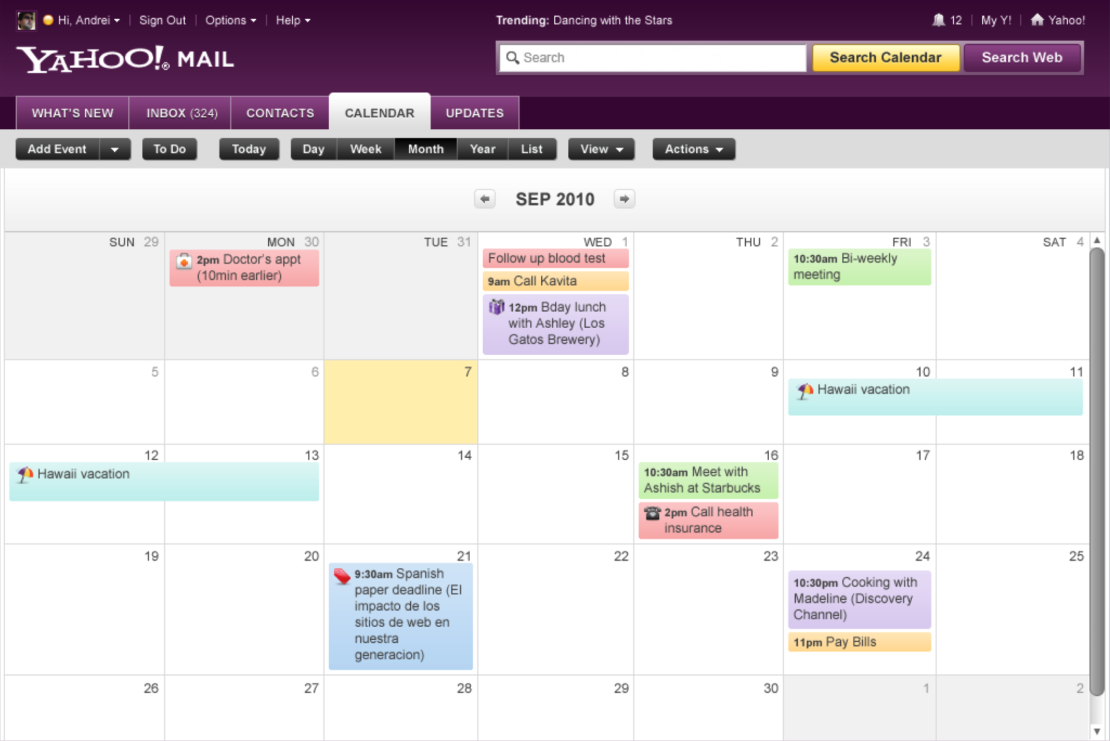 Hi, Andrei Sign Out Options Help Trending: Dancing with the Stars 12 My Y! Yahoo!
YAHOO! MAIL Search Search Calendar Search Web
WHAT'S NEW INBOX (324) CONTACTS CALENDAR UPDATES
Add Event To Do Today Day Week Month Year List View Actions
SEP 2010
SUN 29 MON 30 TUE 31 WED 1 THU 2 FRI 3 SAT 4
2pm Doctor's appt
(10min earlier)
Follow up blood test
9am Call Kavita
12pm Bday lunch
with Ashley (Los
Gatos Brewery)
10:30am Bi-weekly
meeting
5 6 7 8 9 10 11
Hawaii vacation
12 13 14 15 16 17 18
Hawaii vacation
10:30am Meet with
Ashish at Starbucks
2pm Call health
insurance
19 20 21 22 23 24 25
9:30am Spanish
paper deadline (El
impacto de los
sitios de web en
nuestra
generacion)
10:30pm Cooking with
Madeline (Discovery
Channel)
11pm Pay Bills
26 27 28 29 30 1 2